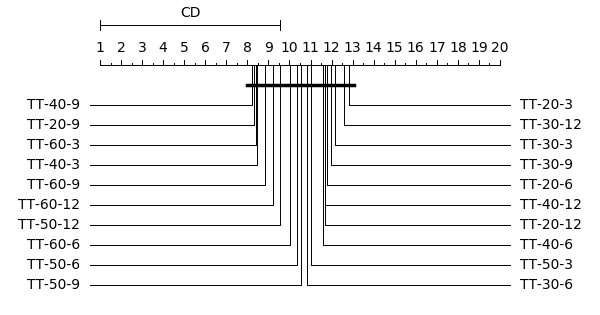 CD
1 2 3 4 5 6 7 8 9 10 11 12 13 14 15 16 17 18 19 20
TT-40-9 TT-20-3
TT-20-9 TT-30-12
TT-60-3 TT-30-3
TT-40-3 TT-30-9
TT-60-9 TT-20-6
TT-60-12 TT-40-12
TT-50-12 TT-20-12
TT-60-6 TT-40-6
TT-50-6 TT-50-3
TT-50-9 TT-30-6